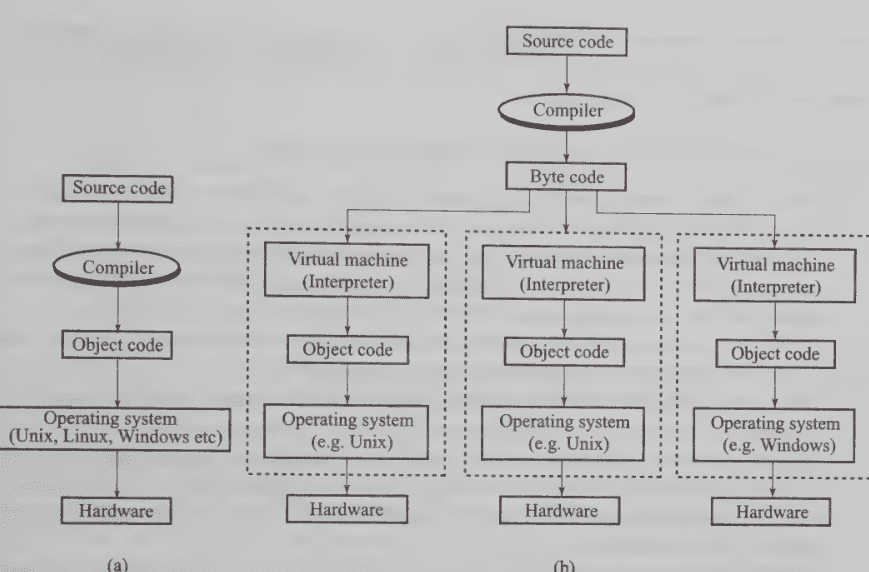 Source code
Compiler
Object code
Operating system
(Unix, Linux, Windows etc)
Hardware
(a)
Source code
Compiler
Byte code
Virtual machine
(Interpreter)
Object code
Operating system
(e.g. Unix)
Hardware
Virtual machine
(Interpreter)
Object code
Operating system
(e.g. Unix)
Hardware
Virtual machine
(Interpreter)
Object code
Operating system
(e.g. Windows)
Hardware
(b)